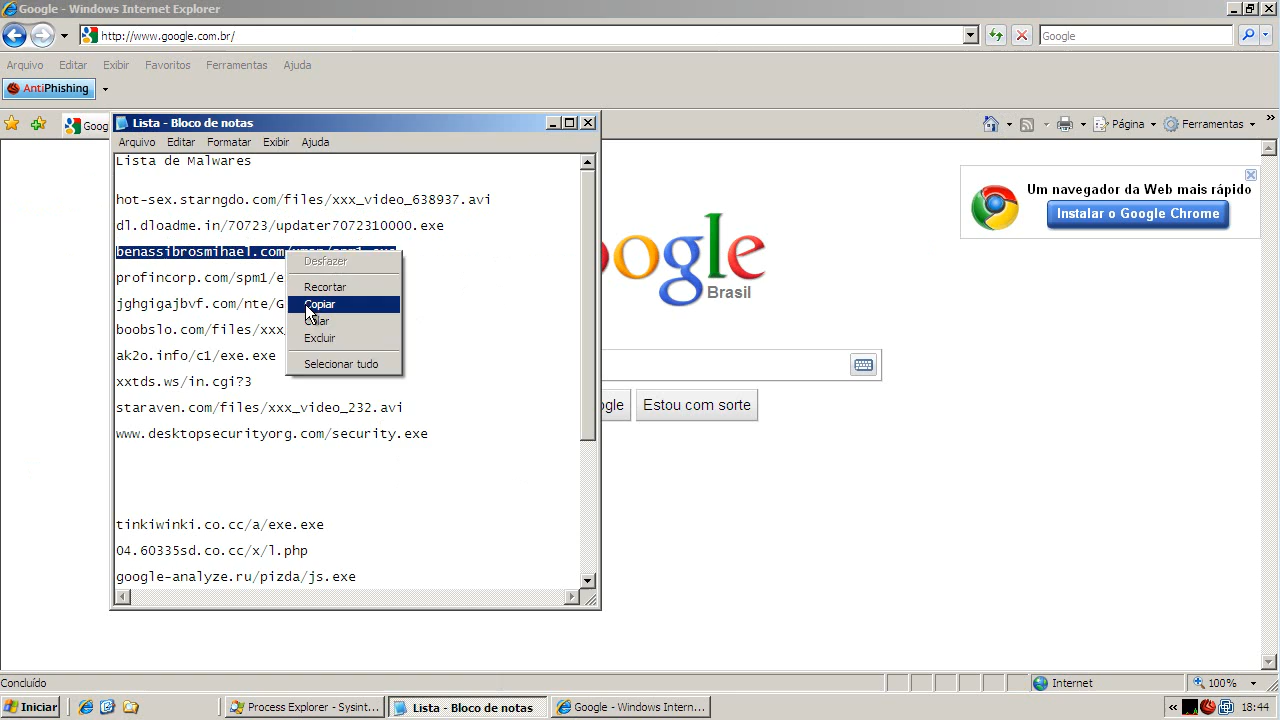 Google - Windows Internet Explorer
http://www.google.com.br/
Google
Arquivo Editar Exibir Favoritos Ferramentas Ajuda
AntiPhishing
Goog
Página Ferramentas
Lista - Bloco de notas
Arquivo Editar Formatar Exibir Ajuda
Lista de Malwares
hot-sex.starngdo.com/files/xxx_video_638937.avi
dl.dloadme.in/70723/updater7072310000.exe
benassibrosmihael.com
profincorp.com/spm1/e
jghgigajbvf.com/nte/G
boobslo.com/files/xxx
ak2o.info/c1/exe.exe
xxtds.ws/in.cgi?3
staraven.com/files/xxx_video_232.avi
www.desktopsecurityorg.com/security.exe
tinkiwinki.co.cc/a/exe.exe
04.60335sd.co.cc/x/l.php
google-analyze.ru/pizda/js.exe
Desfazer
Recortar
Copiar
Colar
Excluir
Selecionar tudo
Um navegador da Web mais rápido
Instalar o Google Chrome
oogle
Brasil
gle
Estou com sorte
Concluído
Internet
100%
Iniciar
Process Explorer - Sysint...
Lista - Bloco de notas
Google - Windows Intern...
18:44